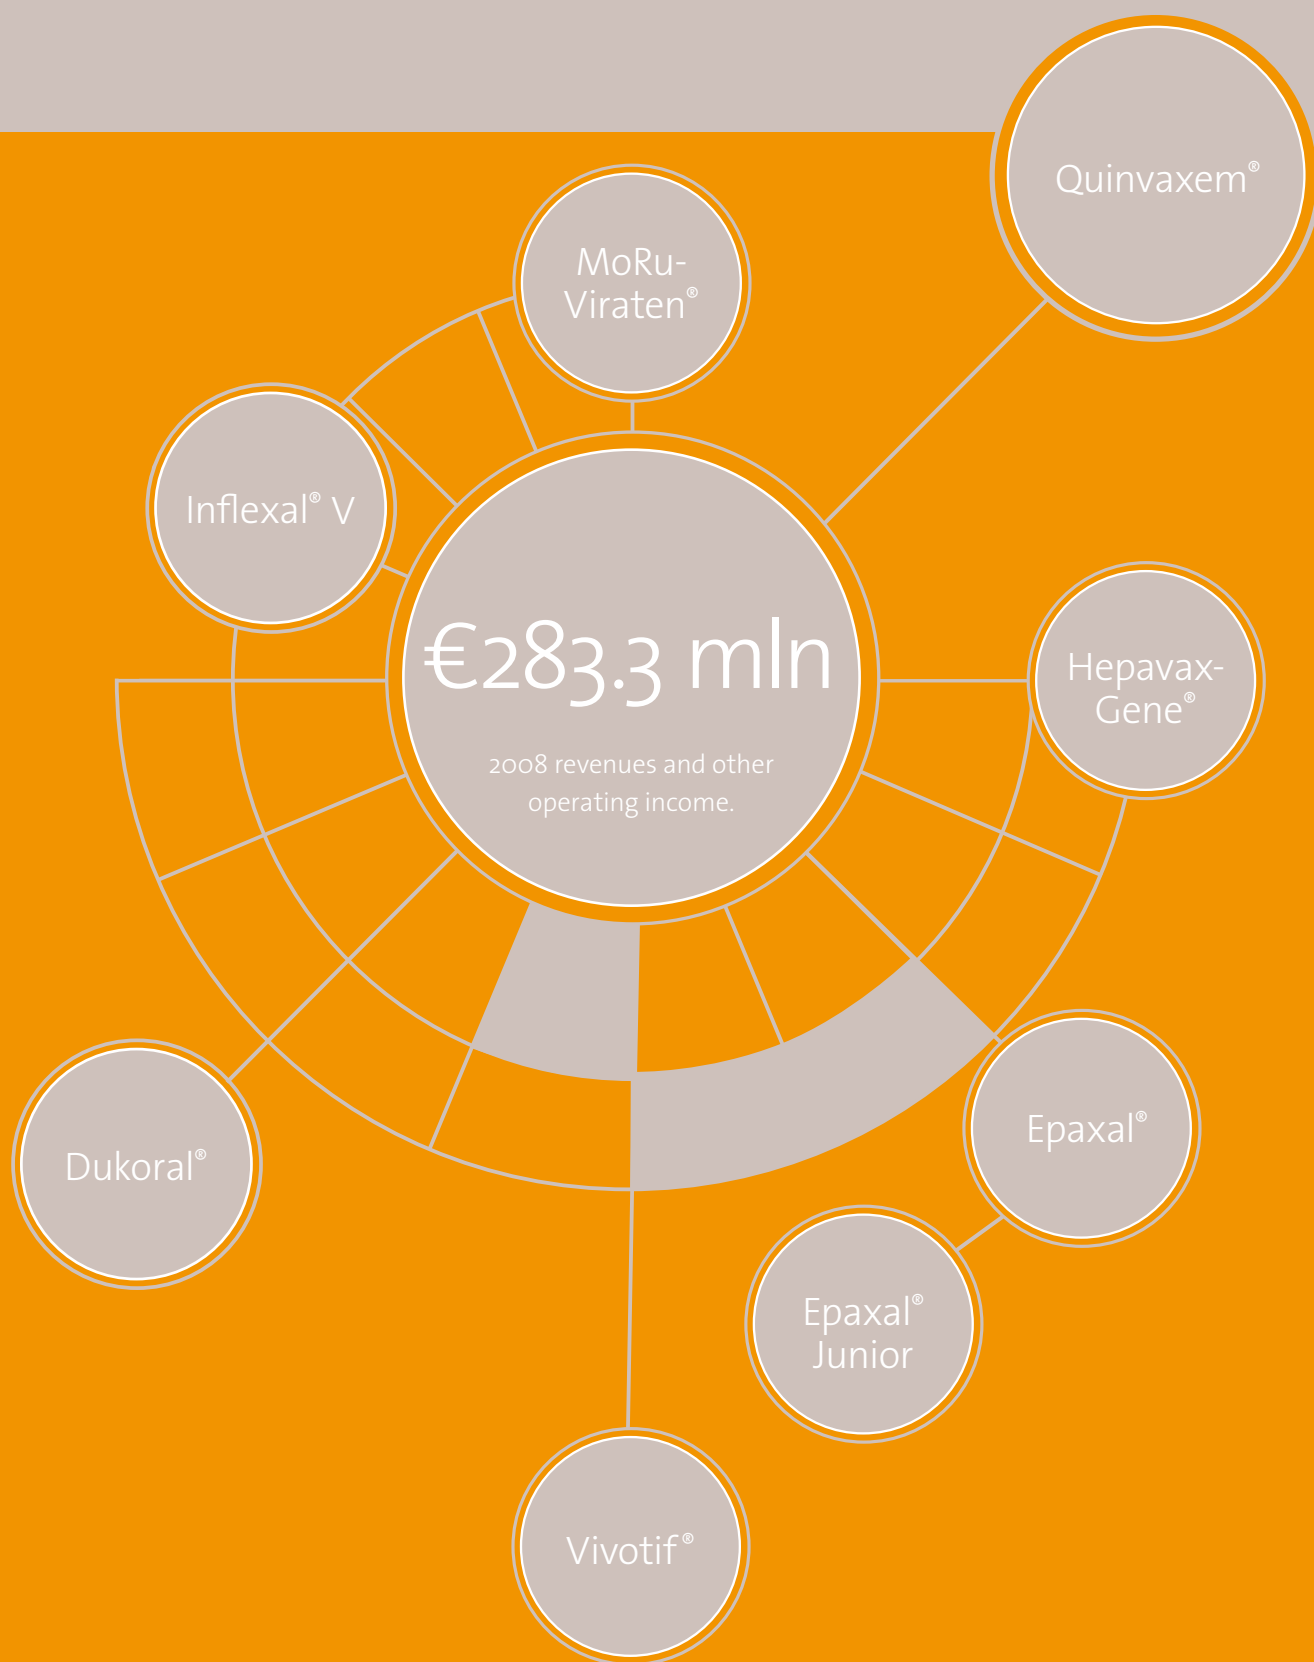 Quinvaxem®
MoRu-
Viraten®
Inflexal® V
€283.3 mln
2008 revenues and other
operating income.
Hepavax-
Gene®
Epaxal®
Dukoral®
Epaxal®
Junior
Vivotif®